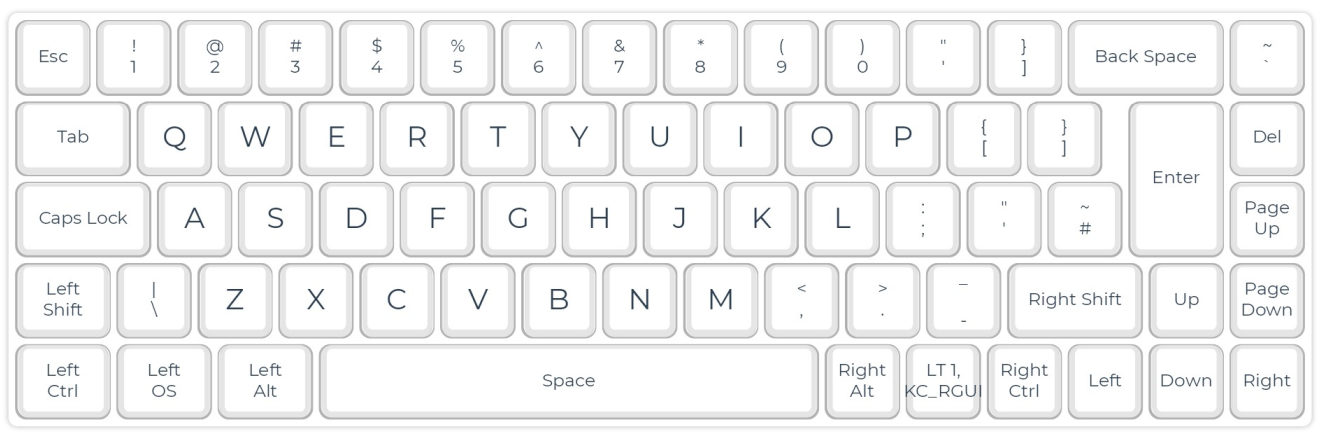 Esc ! @ # $ % ^ & * ( ) " } Back Space ~
1 2 3 4 5 6 7 8 9 0 ' ] `
Tab Q W E R T Y U I O P { } Del
[ ]
Enter
Caps Lock A S D F G H J K L : " ~ Page
; ' # Up
Left | Z X C V B N M < > _ Right Shift Up Page
Shift \ , . - Down
Left Left Left Space Right LT 1, Right Left Down Right
Ctrl OS Alt Alt KC_RGUI Ctrl